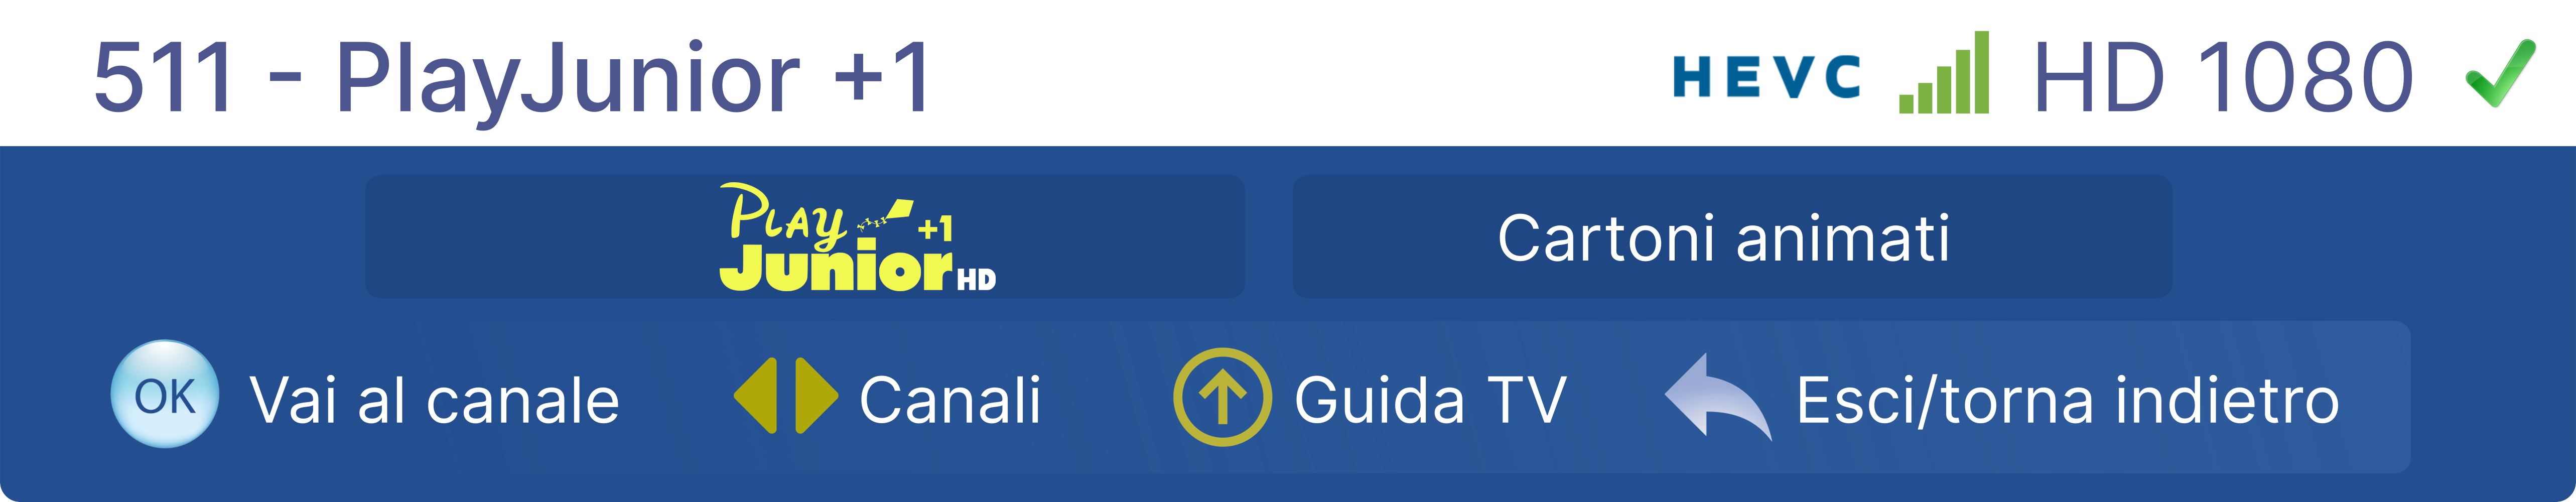 511 - PlayJunior +1
HEVC HD 1080
PLAY +1
Junior HD
Cartoni animati
OK Vai al canale Canali Guida TV Esci/torna indietro